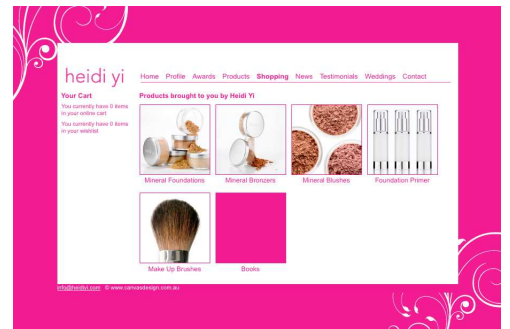 heidi yi
Home Profile Awards Products Shopping News Testimonials Weddings Contact
Your Cart
You currently have 0 items
in your online cart
You currently have 0 items
in your wishlist
Products brought to you by Heidi Yi
Mineral Foundations Mineral Bronzers Mineral Blushes Foundation Primer
Make Up Brushes Books
info@heidiyi.com © www.canvasdesign.com.au